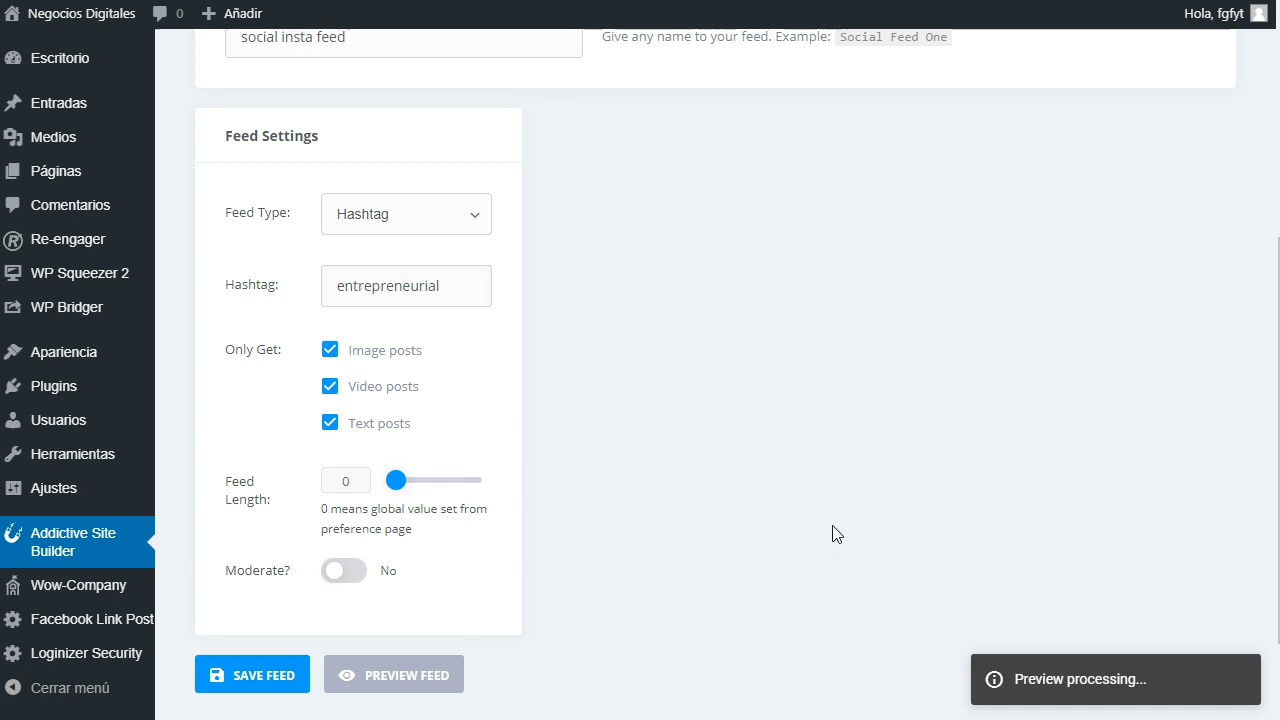 Negocios Digitales 0 Añadir Hola, fgfyt
social insta feed Give any name to your feed. Example: Social Feed One
Escritorio
Entradas
Medios
Páginas
Comentarios
Re-engager
WP Squeezer 2
WP Bridger
Apariencia
Plugins
Usuarios
Herramientas
Ajustes
Addictive Site
Builder
Wow-Company
Facebook Link Post
Loginizer Security
Cerrar menú
Feed Settings
Feed Type: Hashtag
Hashtag: entrepreneurial
Only Get: Image posts
Video posts
Text posts
Feed
Length: 0
0 means global value set from
preference page
Moderate? No
SAVE FEED PREVIEW FEED
Preview processing...